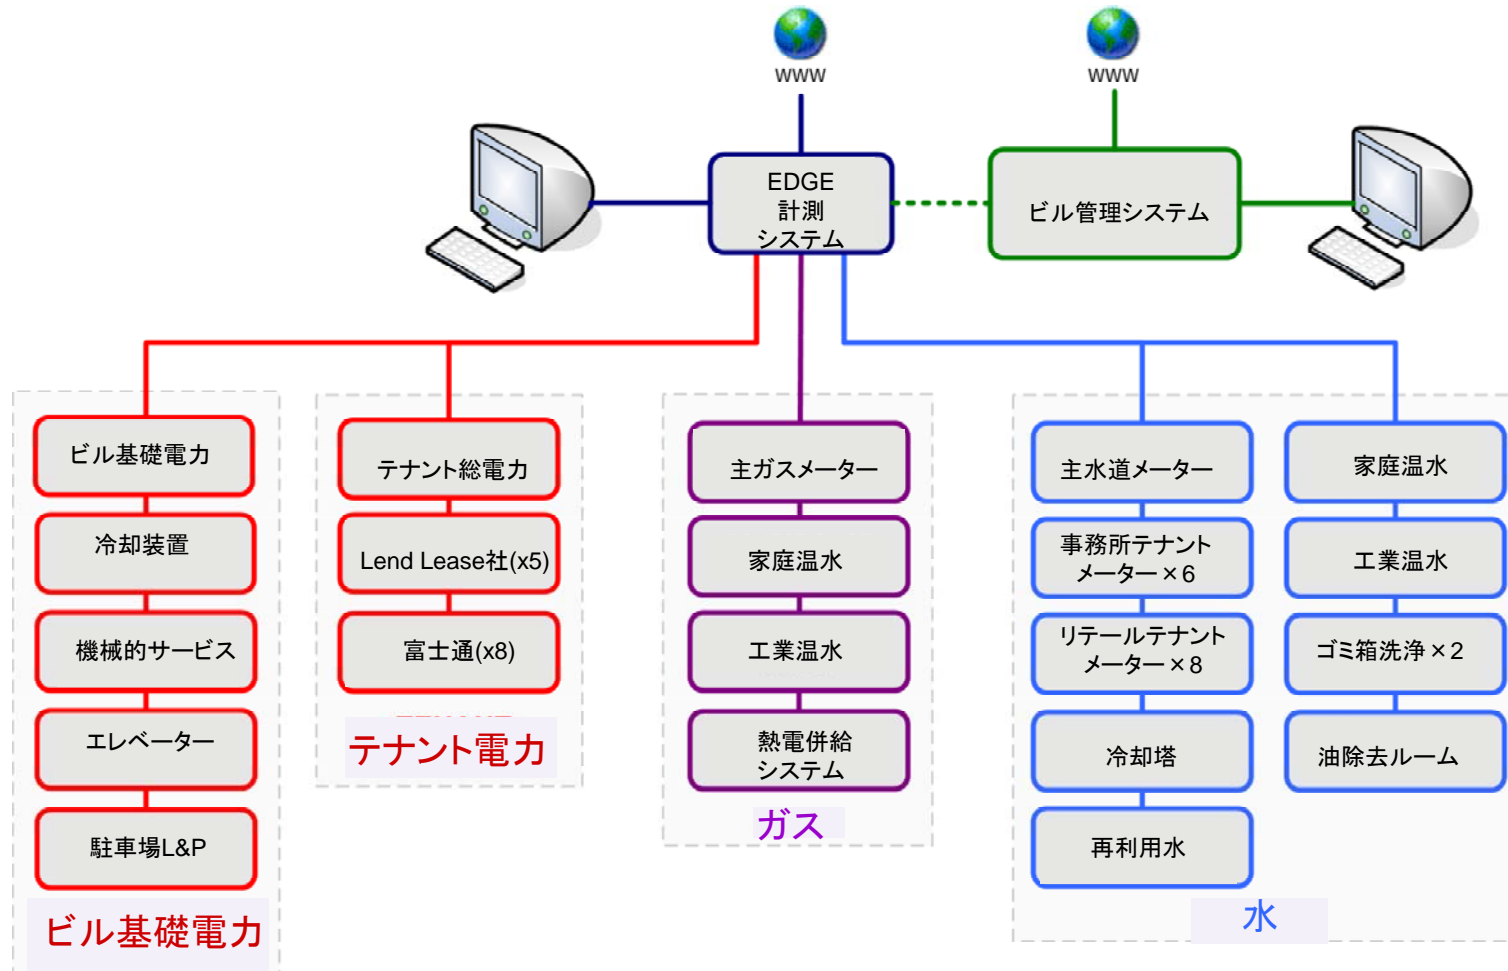 www
www
EDGE
計測
システム
ビル管理システム
ビル基礎電力
冷却装置
機械的サービス
エレベーター
駐車場L&P
ビル基礎電力
テナント総電力
Lend Lease社(x5)
富士通(x8)
テナント電力
主ガスメーター
家庭温水
工業温水
熱電併給
システム
ガス
主水道メーター
事務所テナント
メーター×6
リテールテナント
メーター×8
冷却塔
再利用水
家庭温水
工業温水
ゴミ箱洗浄×2
油除去ルーム
水